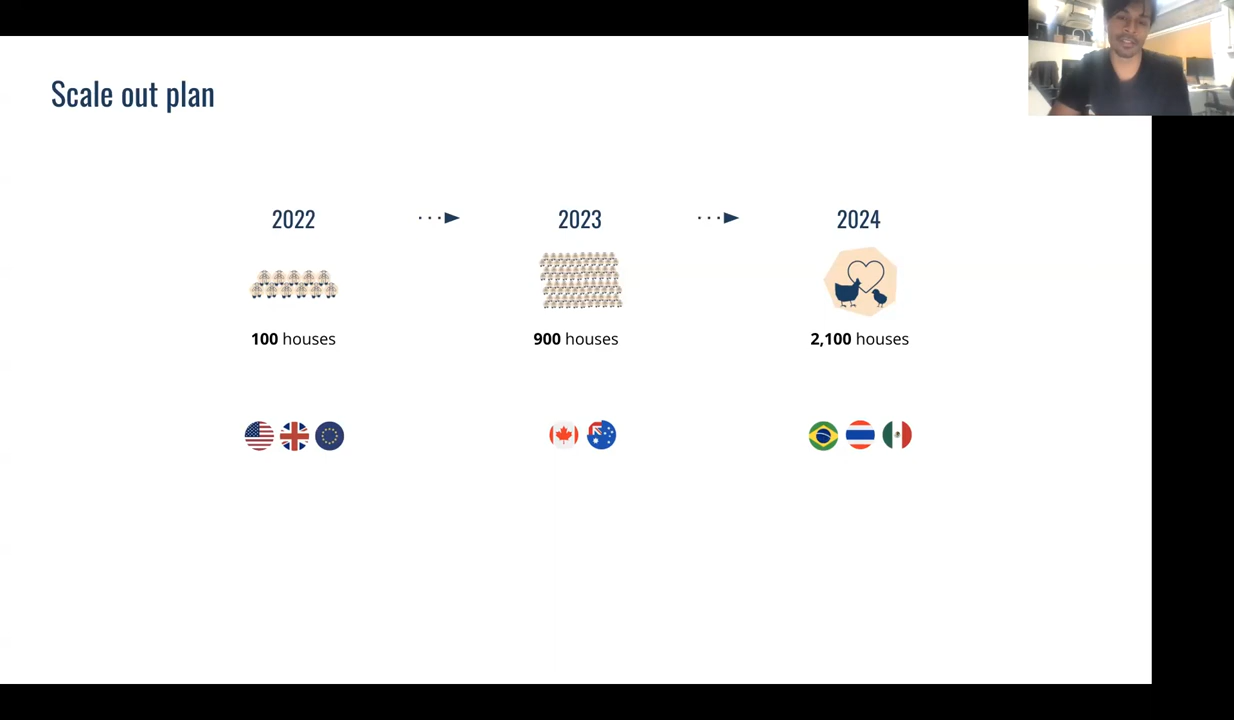 Scale out plan
2022
2023
2024
100 houses
900 houses
2,100 houses